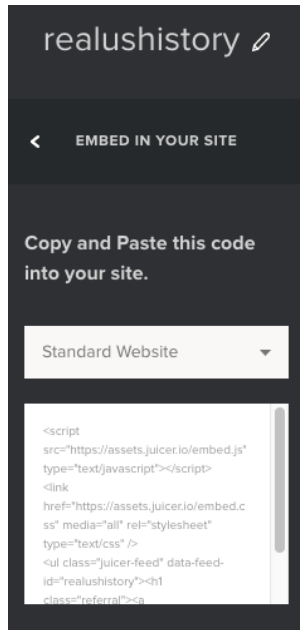 realushistory
EMBED IN YOUR SITE
Copy and Paste this code
into your site.
Standard Website
<script
src="https://assets.juicer.io/embed.js"
type="text/javascript"></script>
<link
href="https://assets.juicer.io/embed.c
ss" media="all" rel="stylesheet"
type="text/css" />
<ul class="juicer-feed" data-feed-
id="realushistory"><h1
class="referral"><a